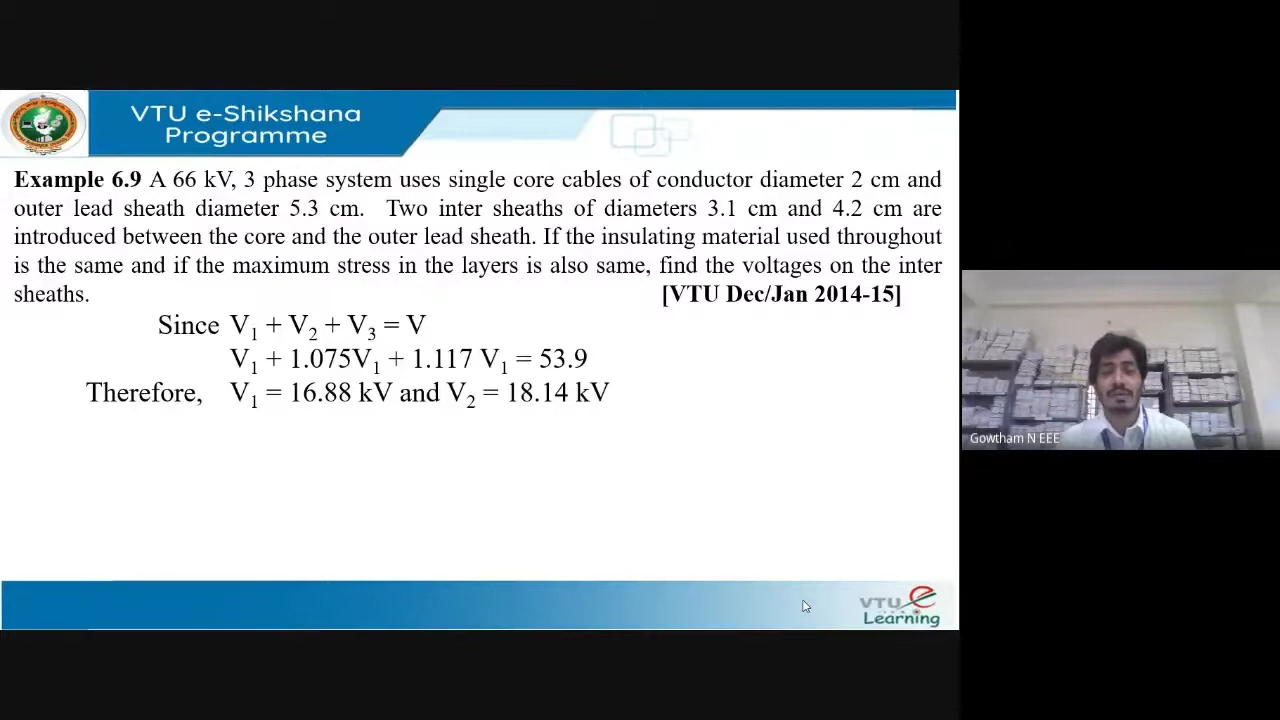 VTU e-Shikshana
Programme
Example 6.9 A 66 kV, 3 phase system uses single core cables of conductor diameter 2 cm and
outer lead sheath diameter 5.3 cm. Two inter sheaths of diameters 3.1 cm and 4.2 cm are
introduced between the core and the outer lead sheath. If the insulating material used throughout
is the same and if the maximum stress in the layers is also same, find the voltages on the inter
sheaths. [VTU Dec/Jan 2014-15]
Since V₁ + V₂ + V₃ = V
V₁ + 1.075V₁ + 1.117 V₁ = 53.9
Therefore, V₁ = 16.88 kV and V₂ = 18.14 kV
Gowtham N EEE
VTU e
Learning